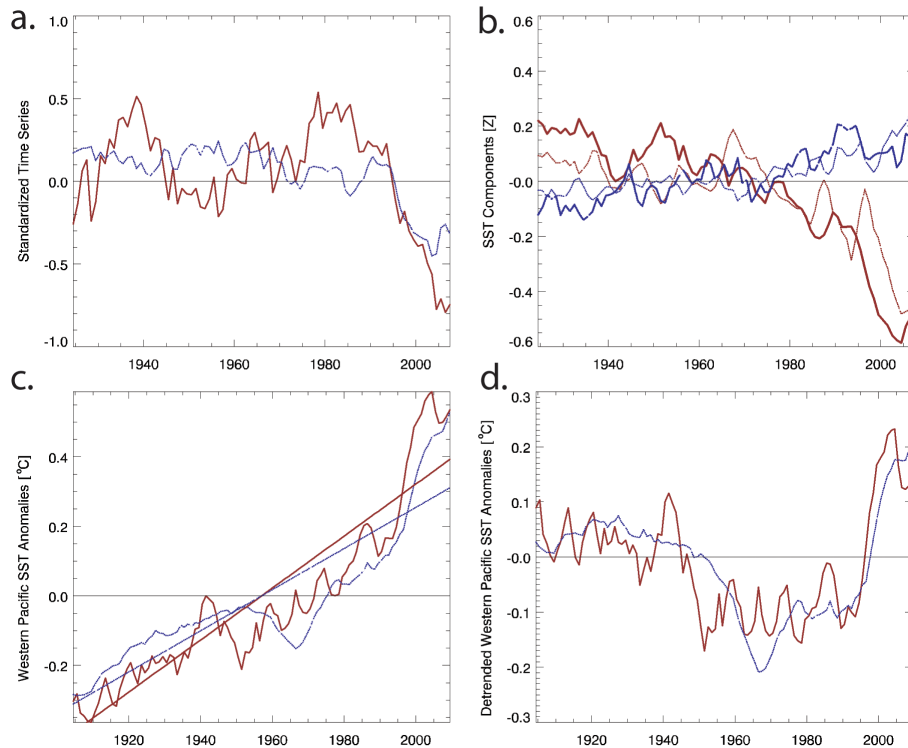 a.
1.0
0.5
0.0
-0.5
-1.0
Standardized Time Series
1940 1960 1980 2000
b.
0.6
0.4
0.2
-0.0
-0.2
-0.4
-0.6
SST Components [Z]
1940 1960 1980 2000
c.
0.4
0.2
0.0
-0.2
Western Pacific SST Anomalies [°C]
1920 1940 1960 1980 2000
d.
0.3
0.2
0.1
-0.0
-0.1
-0.2
-0.3
Detrended Western Pacific SST Anomalies [°C]
1920 1940 1960 1980 2000